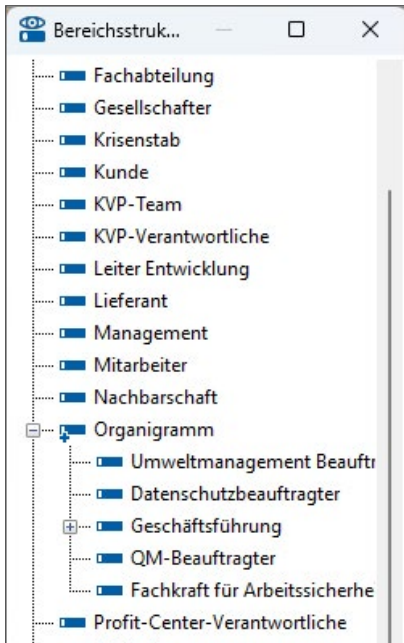 Bereichsstruk...
Fachabteilung
Gesellschafter
Krisenstab
Kunde
KVP-Team
KVP-Verantwortliche
Leiter Entwicklung
Lieferant
Management
Mitarbeiter
Nachbarschaft
Organigramm
Umweltmanagement Beauftr
Datenschutzbeauftragter
Geschäftsführung
QM-Beauftragter
Fachkraft für Arbeitssicherhe
Profit-Center-Verantwortliche